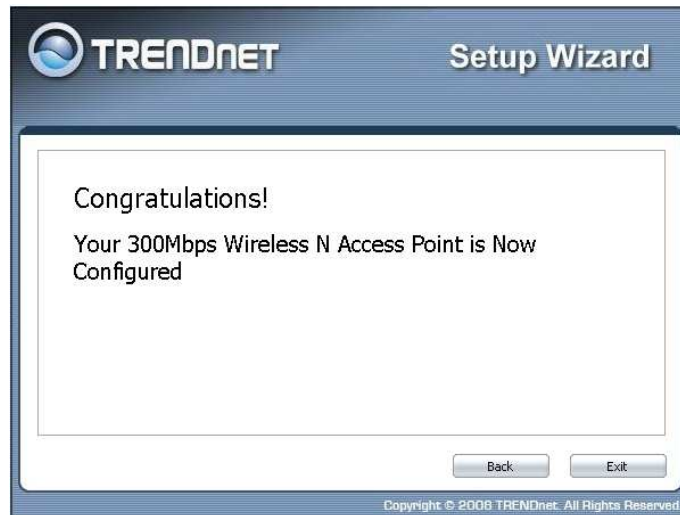 TRENDnet
Setup Wizard
Congratulations!
Your 300Mbps Wireless N Access Point is Now
Configured
Back
Exit
Copyright © 2008 TRENDnet. All Rights Reserved